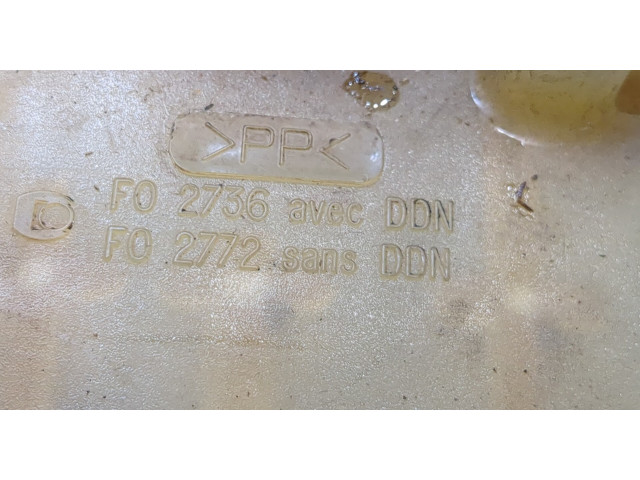 >PP<
FO 2736 avec DDN
FO 2772 sans DDN